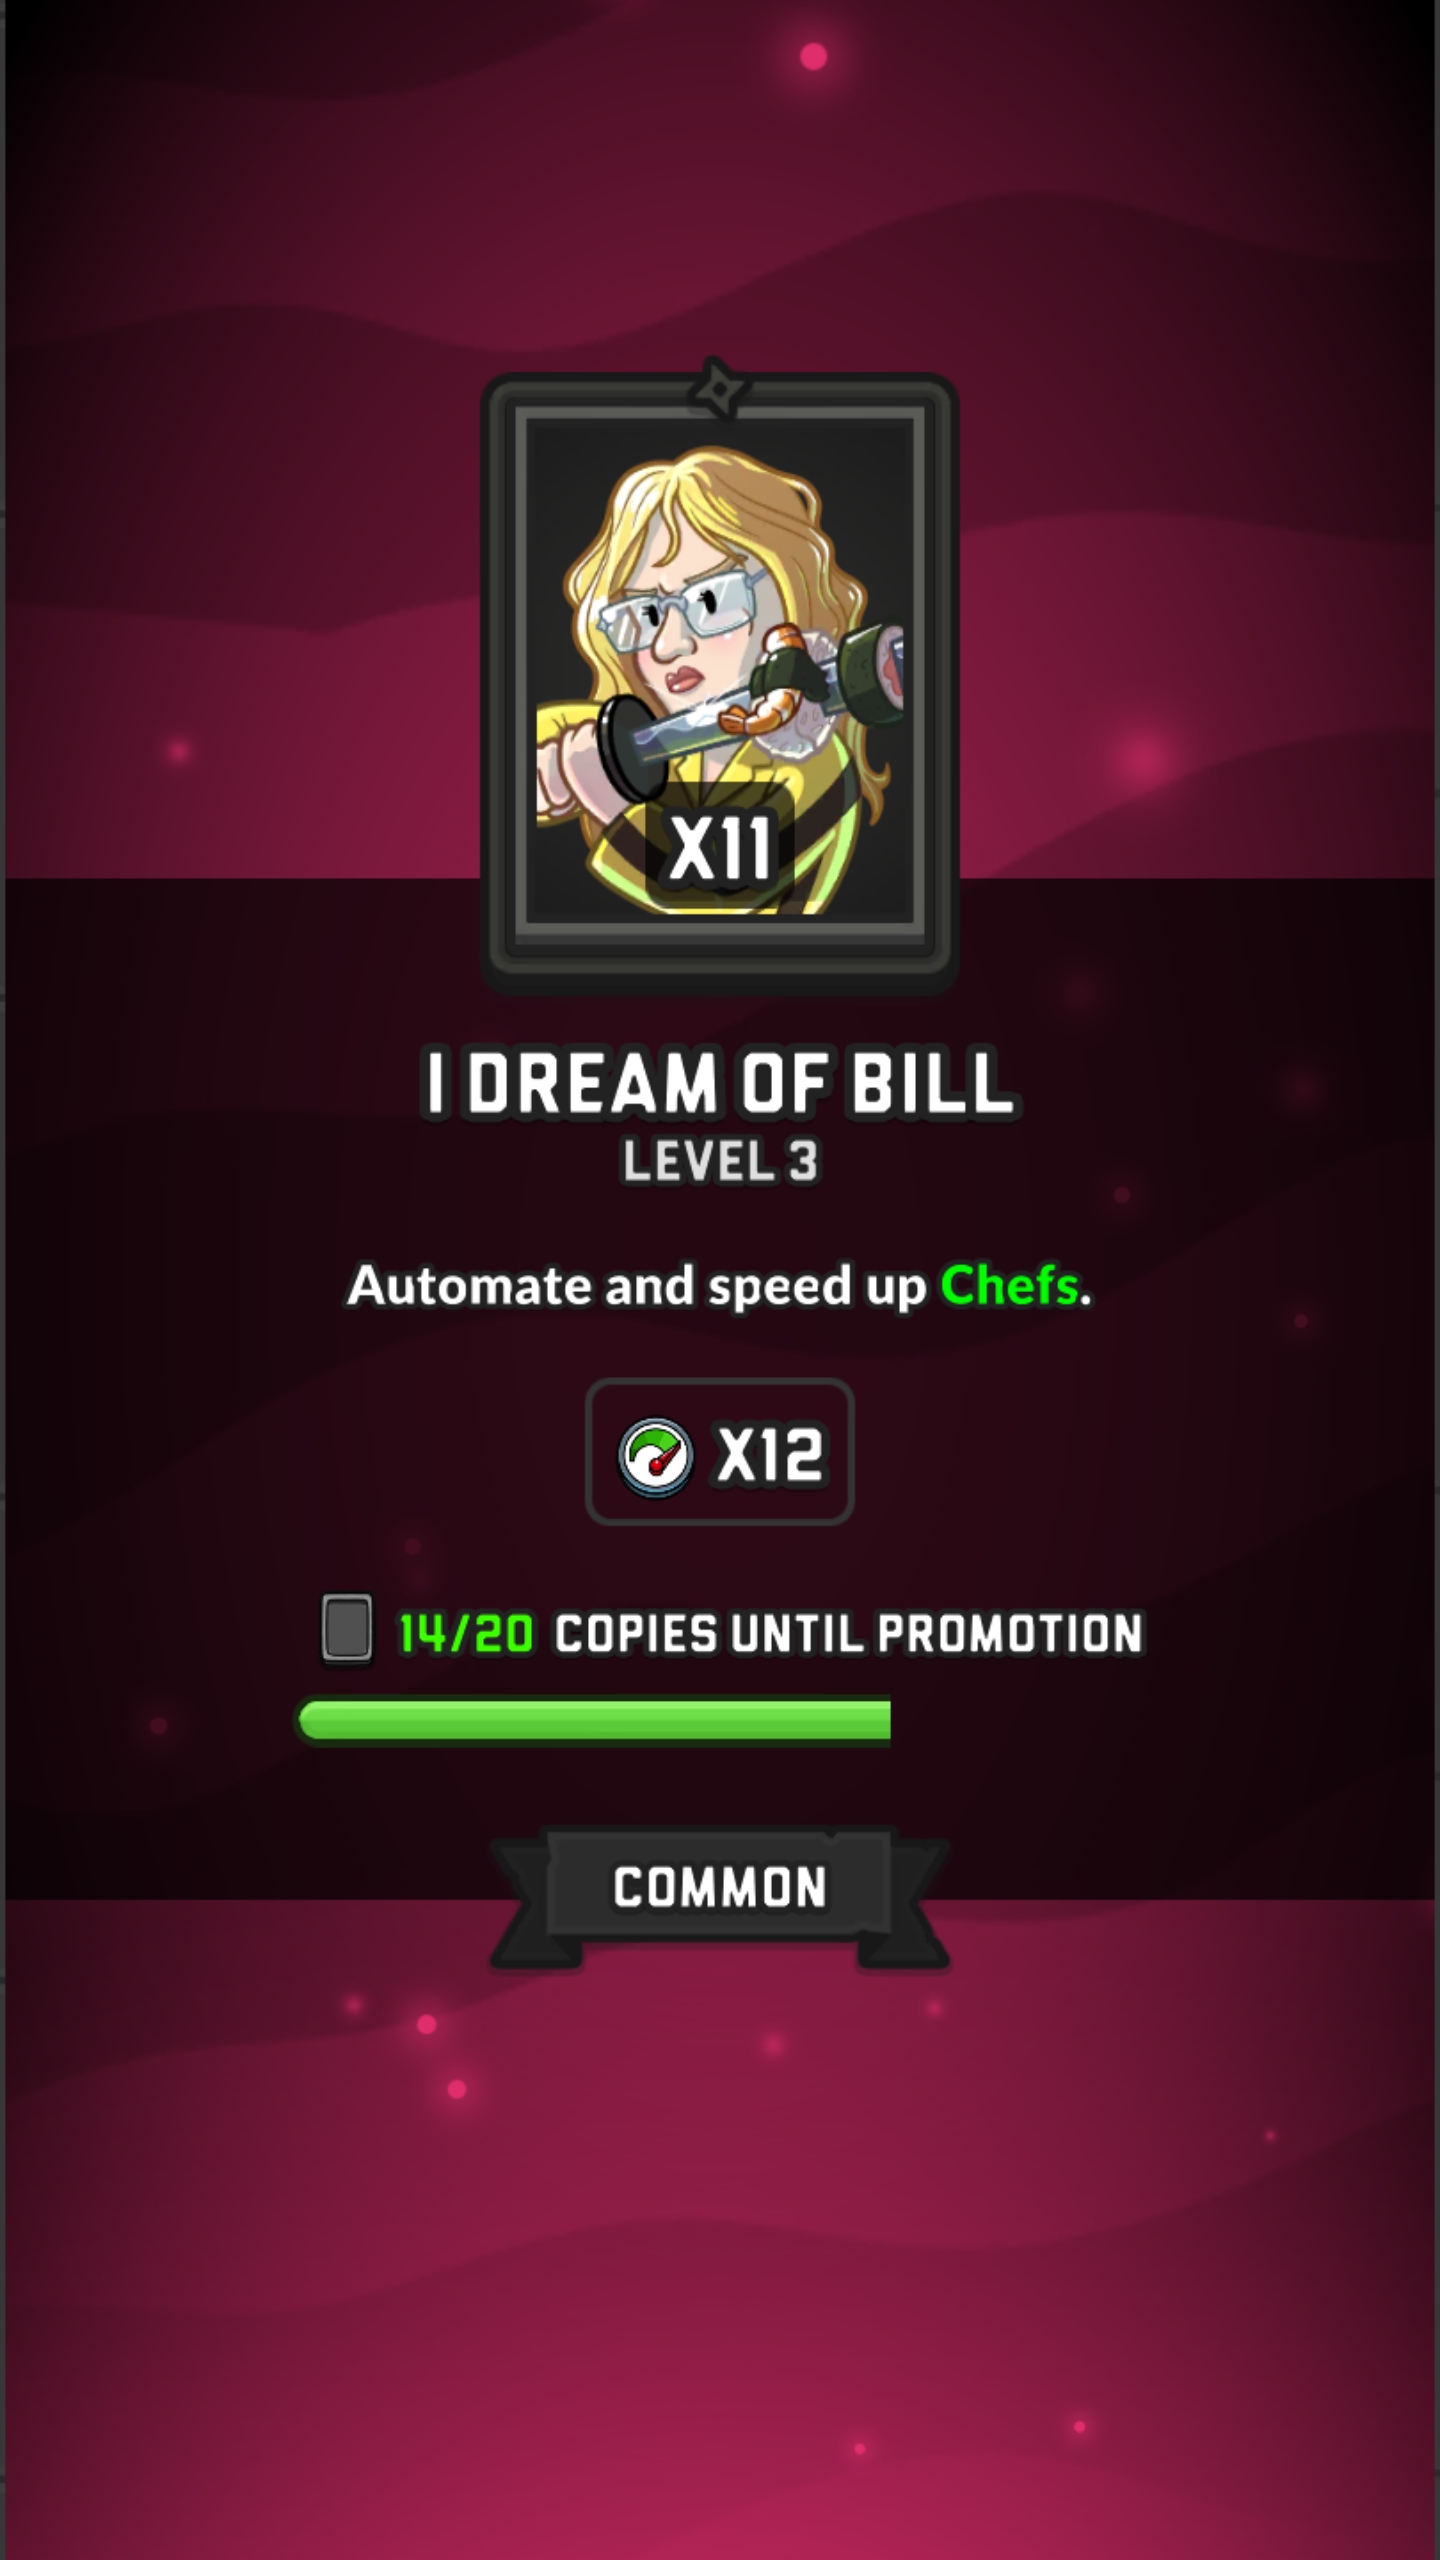 X11
I DREAM OF BILL
LEVEL 3
Automate and speed up Chefs.
X12
14/20 COPIES UNTIL PROMOTION
COMMON